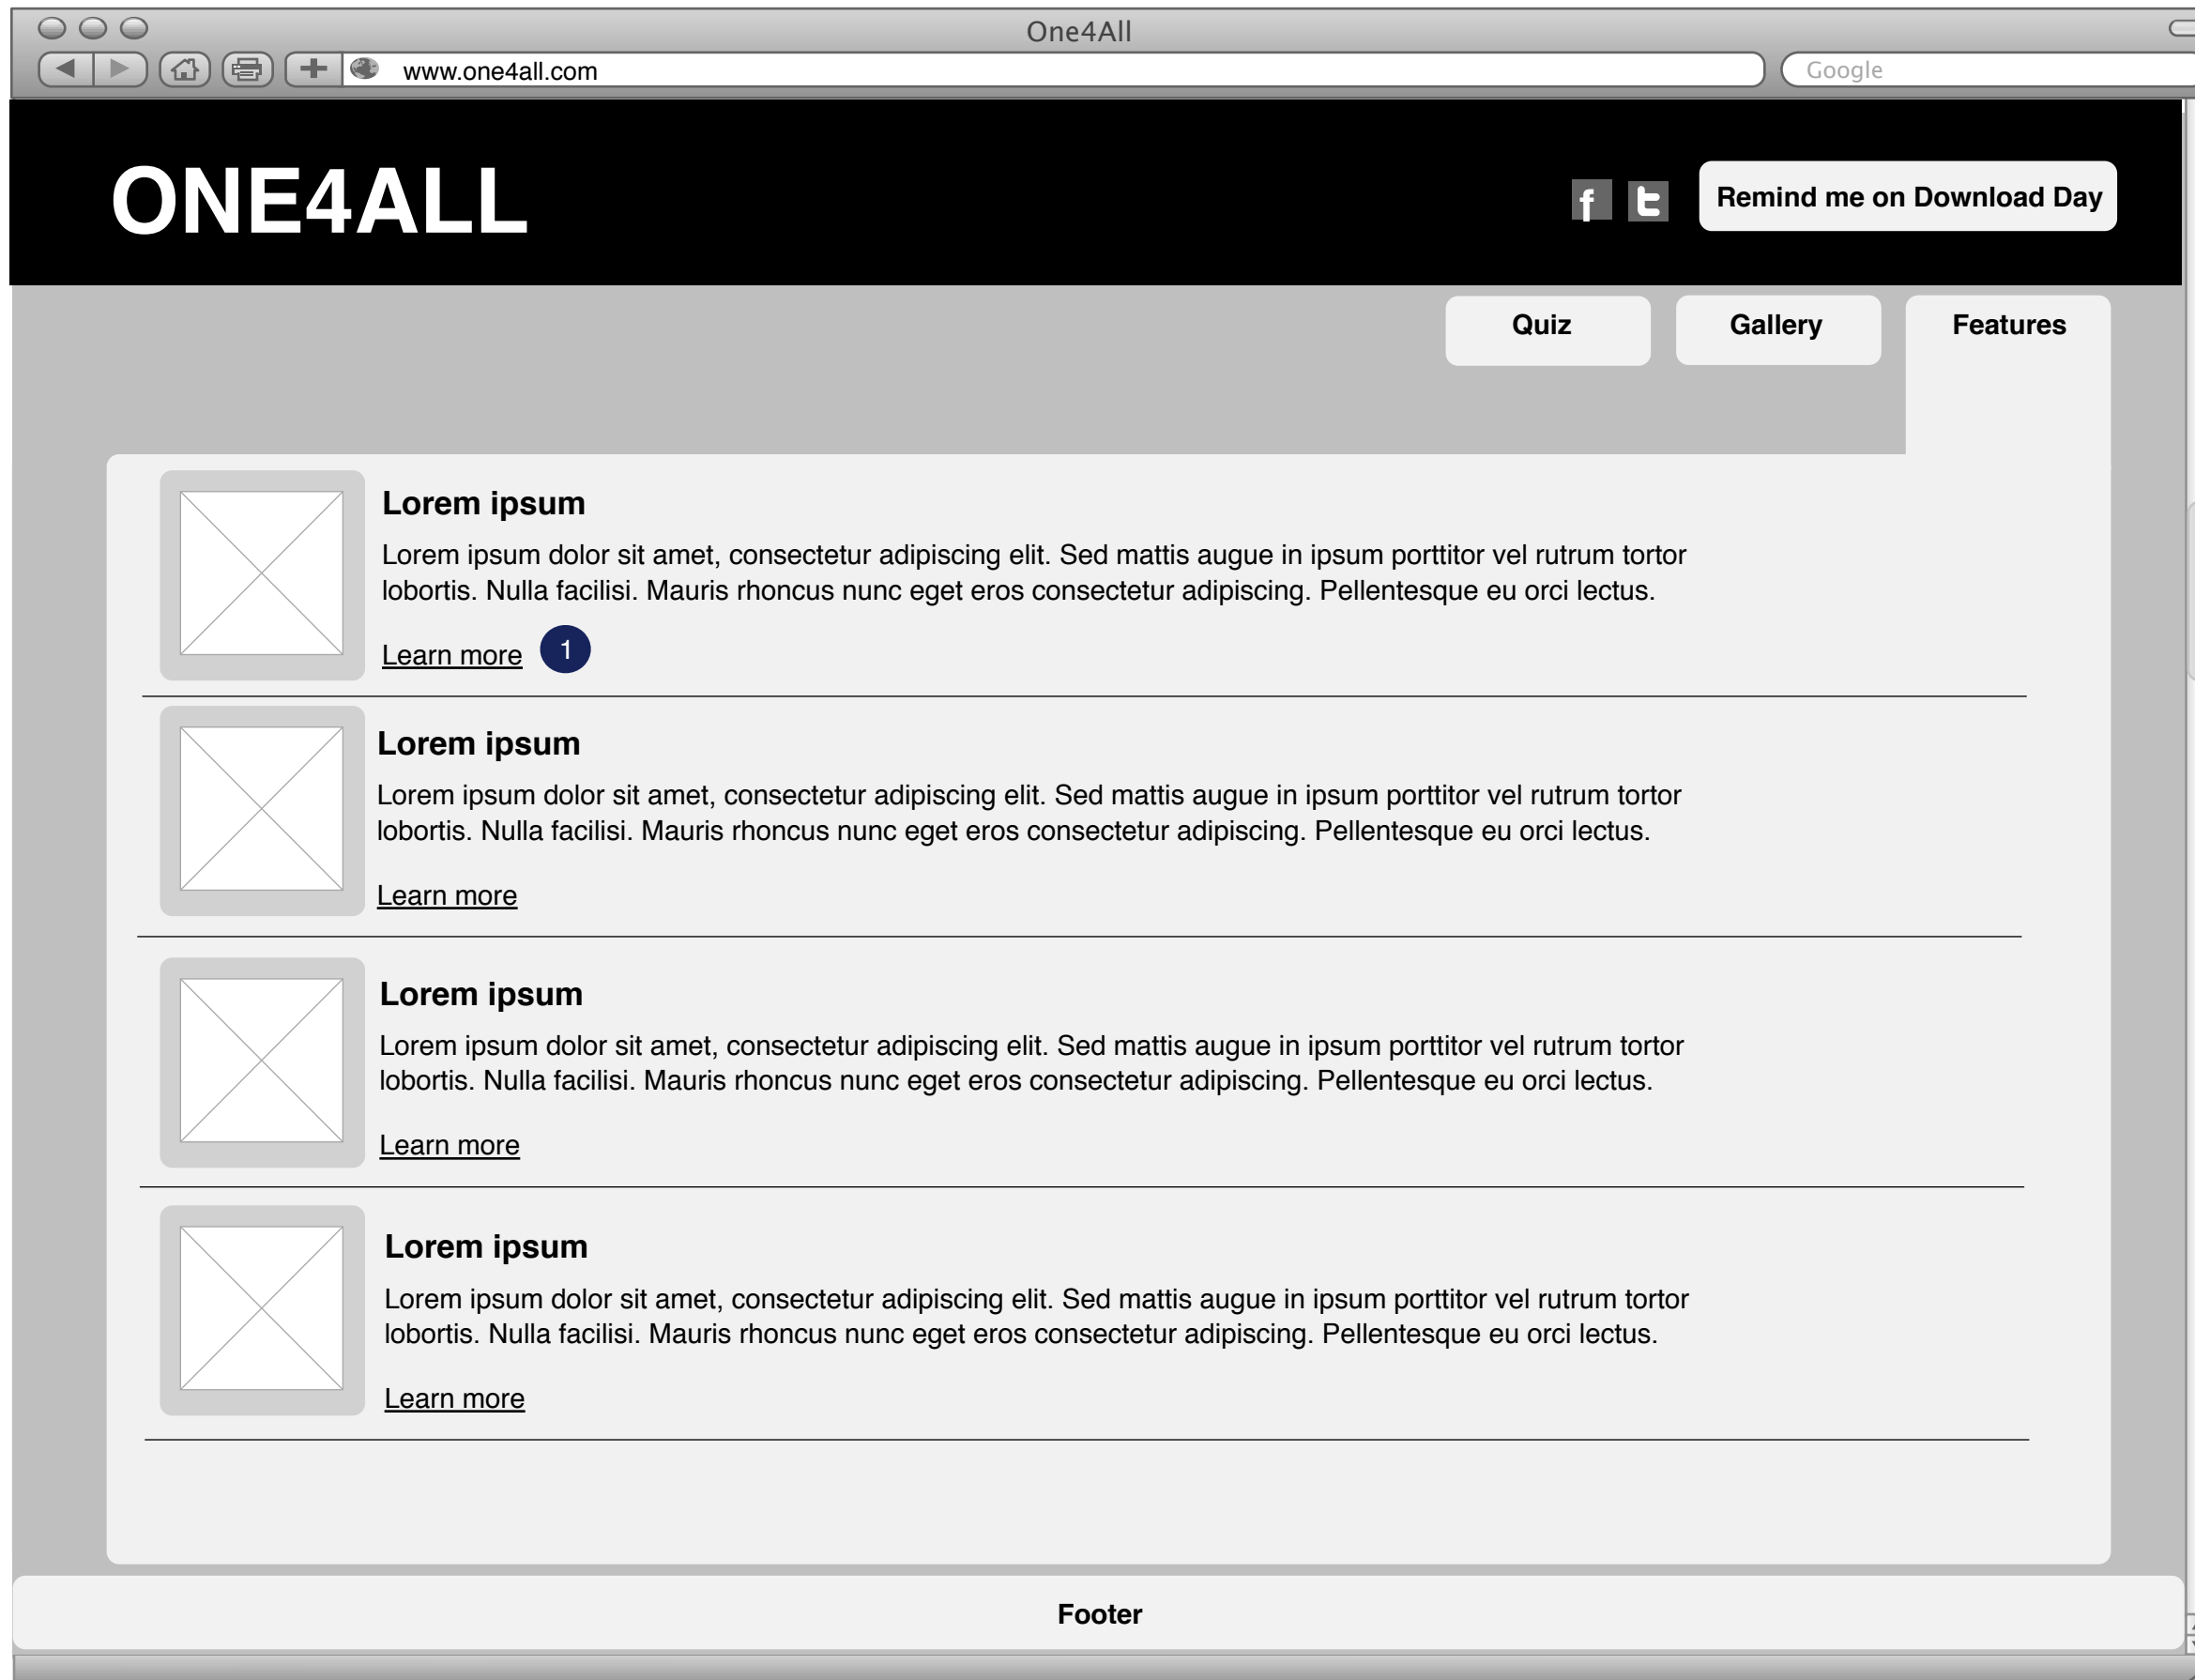 One4All
www.one4all.com
Google
ONE4ALL
f t Remind me on Download Day
Quiz Gallery Features
Lorem ipsum
Lorem ipsum dolor sit amet, consectetur adipiscing elit. Sed mattis augue in ipsum porttitor vel rutrum tortor
lobortis. Nulla facilisi. Mauris rhoncus nunc eget eros consectetur adipiscing. Pellentesque eu orci lectus.
Learn more 1
Lorem ipsum
Lorem ipsum dolor sit amet, consectetur adipiscing elit. Sed mattis augue in ipsum porttitor vel rutrum tortor
lobortis. Nulla facilisi. Mauris rhoncus nunc eget eros consectetur adipiscing. Pellentesque eu orci lectus.
Learn more
Lorem ipsum
Lorem ipsum dolor sit amet, consectetur adipiscing elit. Sed mattis augue in ipsum porttitor vel rutrum tortor
lobortis. Nulla facilisi. Mauris rhoncus nunc eget eros consectetur adipiscing. Pellentesque eu orci lectus.
Learn more
Lorem ipsum
Lorem ipsum dolor sit amet, consectetur adipiscing elit. Sed mattis augue in ipsum porttitor vel rutrum tortor
lobortis. Nulla facilisi. Mauris rhoncus nunc eget eros consectetur adipiscing. Pellentesque eu orci lectus.
Learn more
Footer